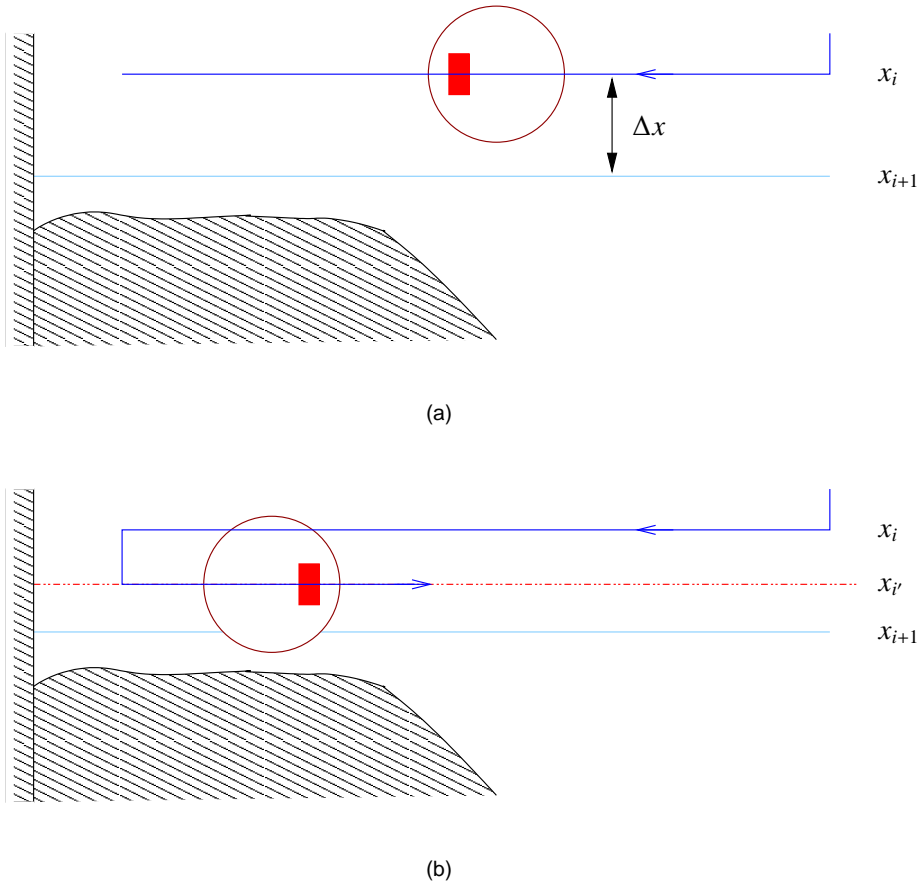 x_i
Δx
x_{i+1}
(a)
x_i
x_{i'}
x_{i+1}
(b)